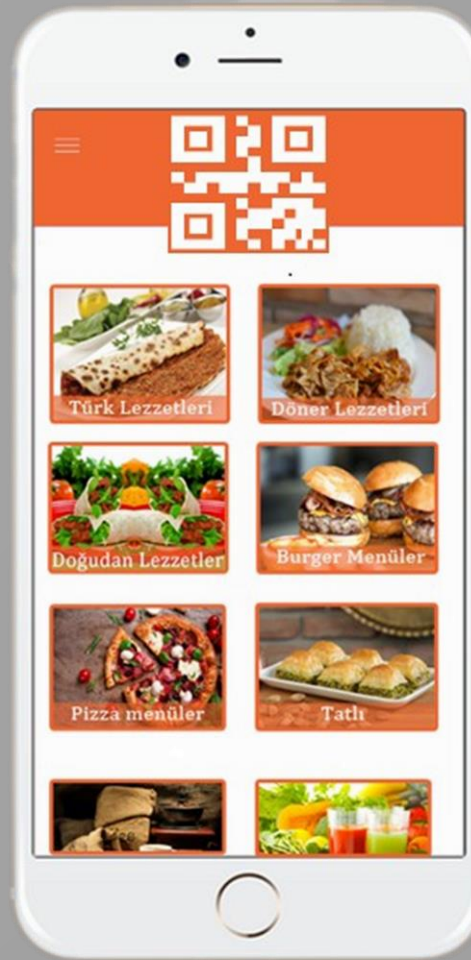 Türk Lezzetleri
Döner Lezzetleri
Doğudan Lezzetler
Burger Menüler
Pizza menüler
Tatlı